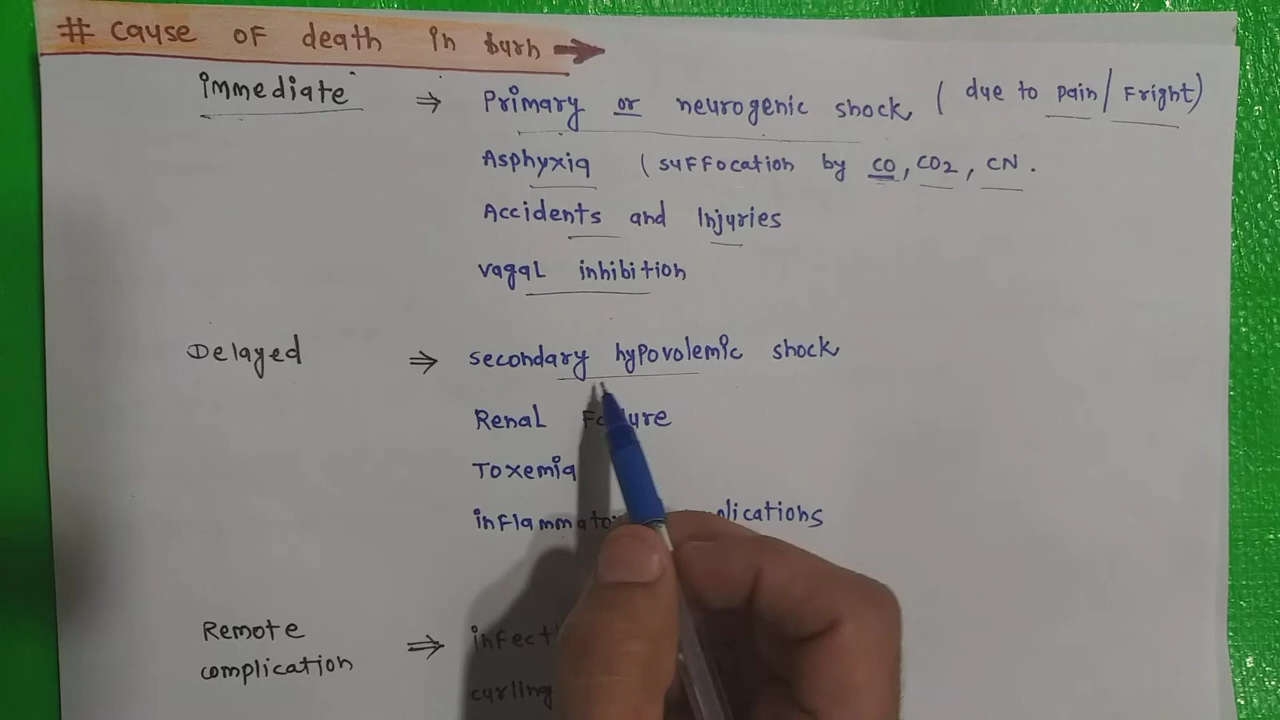 # cause of death in burn →
immediate ⇒ Primary or neurogenic shock ( due to pain / Fright)
Asphyxia ( suffocation by CO, CO2, CN.
Accidents and Injuries
vagal inhibition
Delayed ⇒ secondary hypovolemic shock
Renal
Toxemia
Remote
complication ⇒
curling